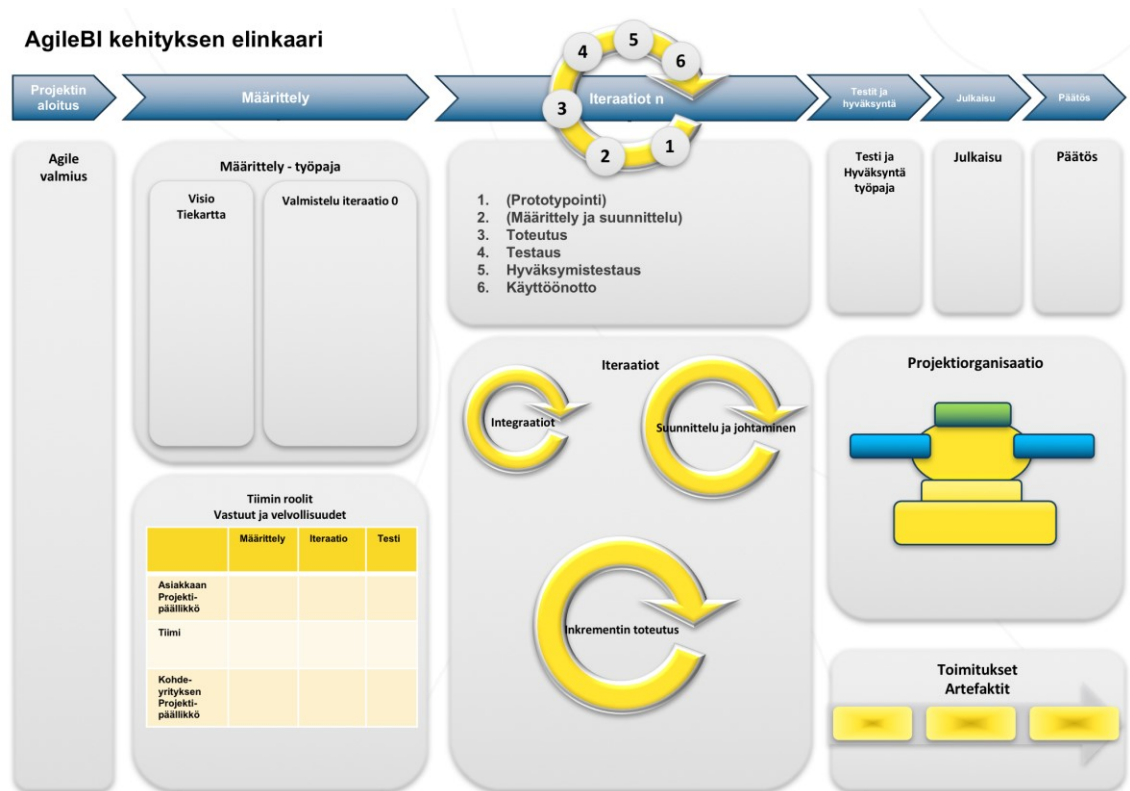 AgileBI kehityksen elinkaari
4
5
6
3
2
1
Projektin
aloitus
Määrittely
Iteraatiot n
Testit ja
hyväksyntä
Julkaisu
Päätös
Agile
valmius
Määrittely - työpaja
Visio
Tiekartta
Valmistelu iteraatio 0
1. (Prototypointi)
2. (Määrittely ja suunnittelu)
3. Toteutus
4. Testaus
5. Hyväksymistestaus
6. Käyttöönotto
Testi ja
Hyväksyntä
työpaja
Julkaisu
Päätös
Iteraatiot
Integraatiot
Suunnittelu ja johtaminen
Inkrementin toteutus
Projektiorganisaatio
Tiimin roolit
Vastuut ja velvollisuudet
Määrittely Iteraatio Testi
Asiakkaan
Projekti-
päällikkö
Tiimi
Kohde-
yrityksen
Projekti-
päällikkö
Toimitukset
Artefaktit